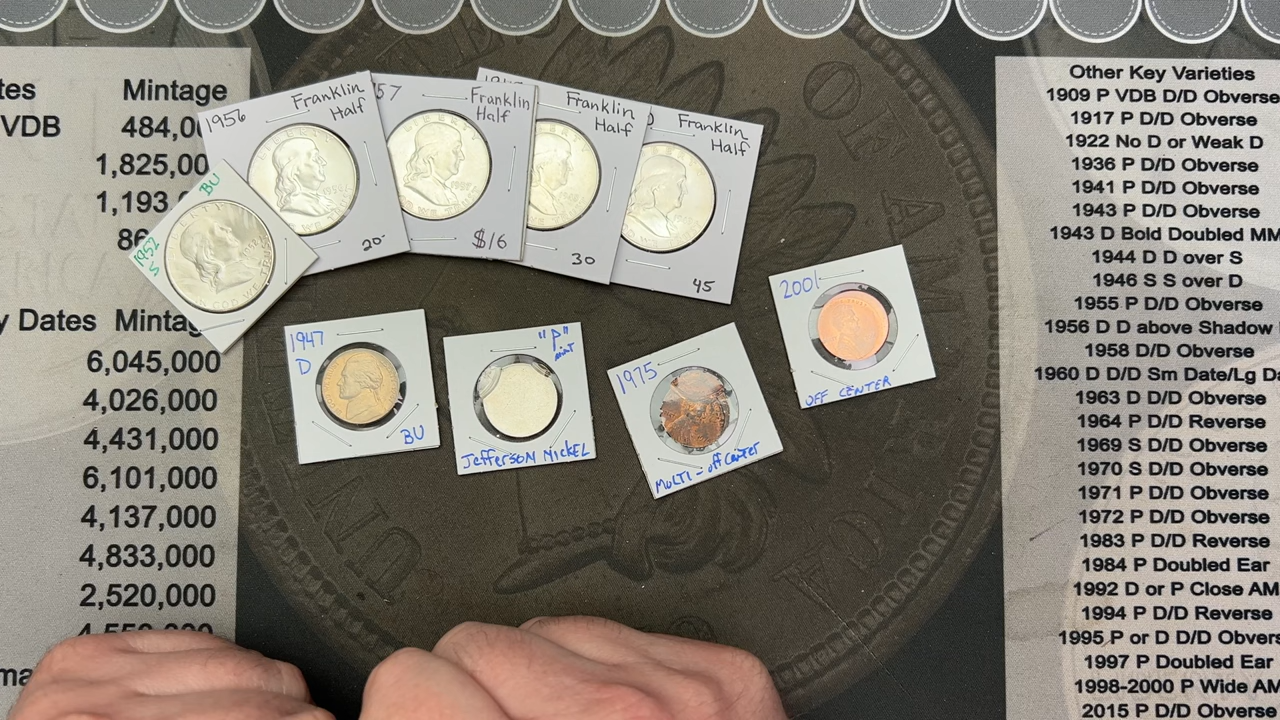 Mintage
VDB
484,0
1,825,00
1,193
86
Dates Mintag
6,045,000
4,026,000
4,431,000
6,101,000
4,137,000
4,833,000
2,520,000
1956
Franklin
Half
20-
57
Franklin
Half
$16
Franklin
Half
30
Franklin
Half
45
BU
1952
S
1947
D
BU
"P"
mint
Jefferson Nickel
1975
MULTI-off Center
2001
OFF CENTER
Other Key Varieties
1909 P VDB D/D Obverse
1917 P D/D Obverse
1922 No D or Weak D
1936 P D/D Obverse
1941 P D/D Obverse
1943 P D/D Obverse
1943 D Bold Doubled MM
1944 D D over S
1946 S S over D
1955 P D/D Obverse
1956 D D above Shadow
1958 D/D Obverse
1960 D D/D Sm Date/Lg Da
1963 D D/D Obverse
1964 P D/D Reverse
1969 S D/D Obverse
1970 S D/D Obverse
1971 P D/D Obverse
1972 P D/D Obverse
1983 P D/D Reverse
1984 P Doubled Ear
1992 D or P Close AM
1994 P D/D Reverse
1995 P or D D/D Obvers
1997 P Doubled Ear
1998-2000 P Wide AM
2015 P D/D Obverse